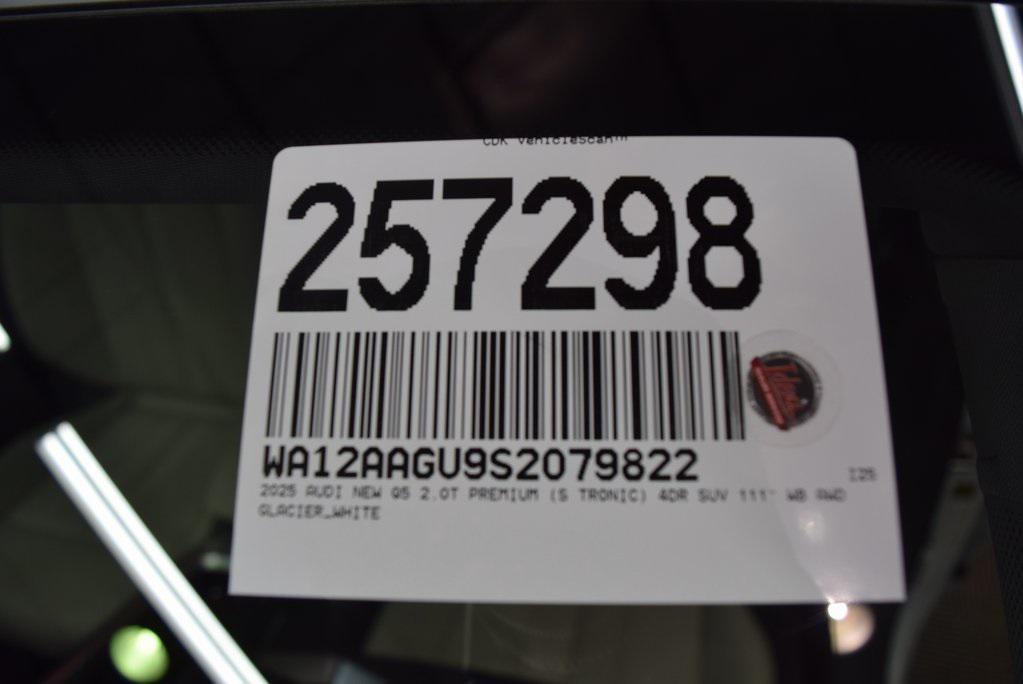 CDK VehicleScan™
257298
WA12AAGU9S2079822
I25
2025 AUDI NEW Q5 2.0T PREMIUM (S TRONIC) 4DR SUV 111" WB AWD
GLACIER_WHITE